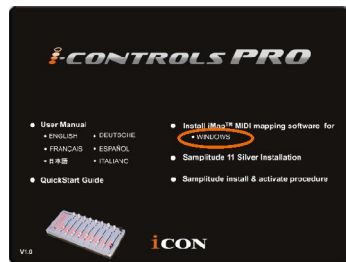 i-CONTROLS PRO
User Manual
• ENGLISH • DEUTSCHE
• FRANCAIS • ESPAÑOL
• 日本語 • ITALIANO
QuickStart Guide
Install iMap™ MIDI mapping software for
• WINDOWS
Samplitude 11 Silver Installation
Samplitude install & activate procedure
V1.0
iCON